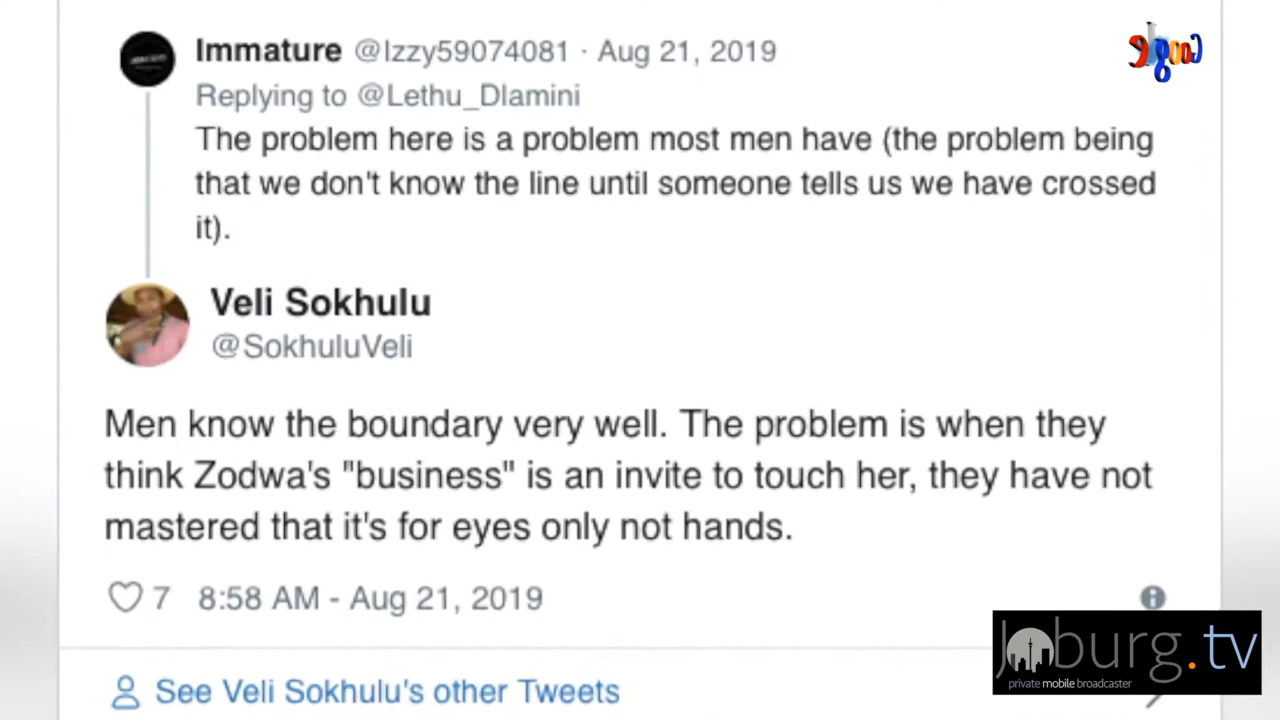 Immature @Izzy59074081 · Aug 21, 2019
Replying to @Lethu_Dlamini
The problem here is a problem most men have (the problem being
that we don't know the line until someone tells us we have crossed
it).
Veli Sokhulu
@SokhuluVeli
Men know the boundary very well. The problem is when they
think Zodwa's "business" is an invite to touch her, they have not
mastered that it's for eyes only not hands.
7 8:58 AM - Aug 21, 2019
See Veli Sokhulu's other Tweets
Joburg.tv
private mobile broadcaster